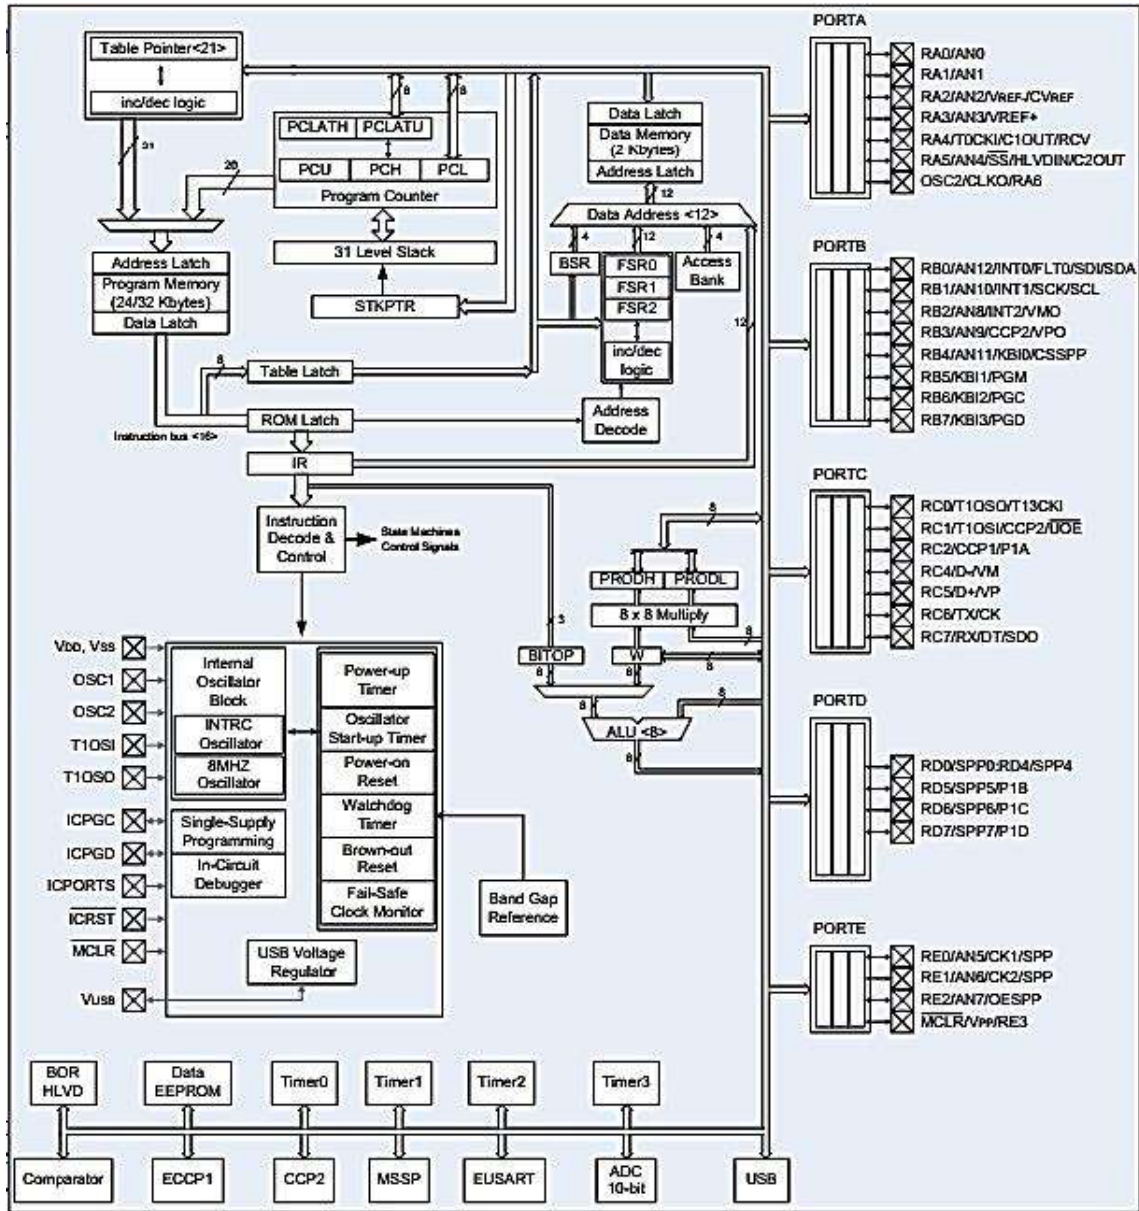 Table Pointer<21>
inc/dec logic
21
20
8
8
PCLATH
PCLATU
PCU
PCH
PCL
Program Counter
31 Level Stack
STKPTR
Address Latch
Program Memory
(24/32 Kbytes)
Data Latch
8
Table Latch
ROM Latch
Instruction bus <16>
IR
Instruction
Decode &
Control
State Machines
Control Signals
Data Latch
Data Memory
(2 Kbytes)
Address Latch
12
Data Address <12>
4
12
4
BSR
FSR0
FSR1
FSR2
Access
Bank
inc/dec
logic
12
Address
Decode
8
PRODH
PRODL
8 x 8 Multiply
3
8
BITOP
W
8
8
8
8
8
ALU <8>
8
VDD, VSS
OSC1
OSC2
T1OSI
T1OSO
ICPGC
ICPGD
ICPORTS
ICRST
MCLR
VUSB
Internal
Oscillator
Block
INTRC
Oscillator
8MHZ
Oscillator
Single-Supply
Programming
In-Circuit
Debugger
Power-up
Timer
Oscillator
Start-up Timer
Power-on
Reset
Watchdog
Timer
Brown-out
Reset
Fail-Safe
Clock Monitor
Band Gap
Reference
USB Voltage
Regulator
PORTA
RA0/AN0
RA1/AN1
RA2/AN2/VREF-/CVREF
RA3/AN3/VREF+
RA4/T0CKI/C1OUT/RCV
RA5/AN4/SS/HLVDIN/C2OUT
OSC2/CLKO/RA6
PORTB
RB0/AN12/INT0/FLT0/SDI/SDA
RB1/AN10/INT1/SCK/SCL
RB2/AN8/INT2/VMO
RB3/AN9/CCP2/VPO
RB4/AN11/KBI0/CSSPP
RB5/KBI1/PGM
RB6/KBI2/PGC
RB7/KBI3/PGD
PORTC
RC0/T1OSO/T13CKI
RC1/T1OSI/CCP2/UOE
RC2/CCP1/P1A
RC4/D-/VM
RC5/D+/VP
RC6/TX/CK
RC7/RX/DT/SDO
PORTD
RD0/SPP0:RD4/SPP4
RD5/SPP5/P1B
RD6/SPP6/P1C
RD7/SPP7/P1D
PORTE
RE0/AN5/CK1/SPP
RE1/AN6/CK2/SPP
RE2/AN7/OESPP
MCLR/VPP/RE3
BOR
HLVD
Data
EEPROM
Timer0
Timer1
Timer2
Timer3
Comparator
ECCP1
CCP2
MSSP
EUSART
ADC
10-bit
USB